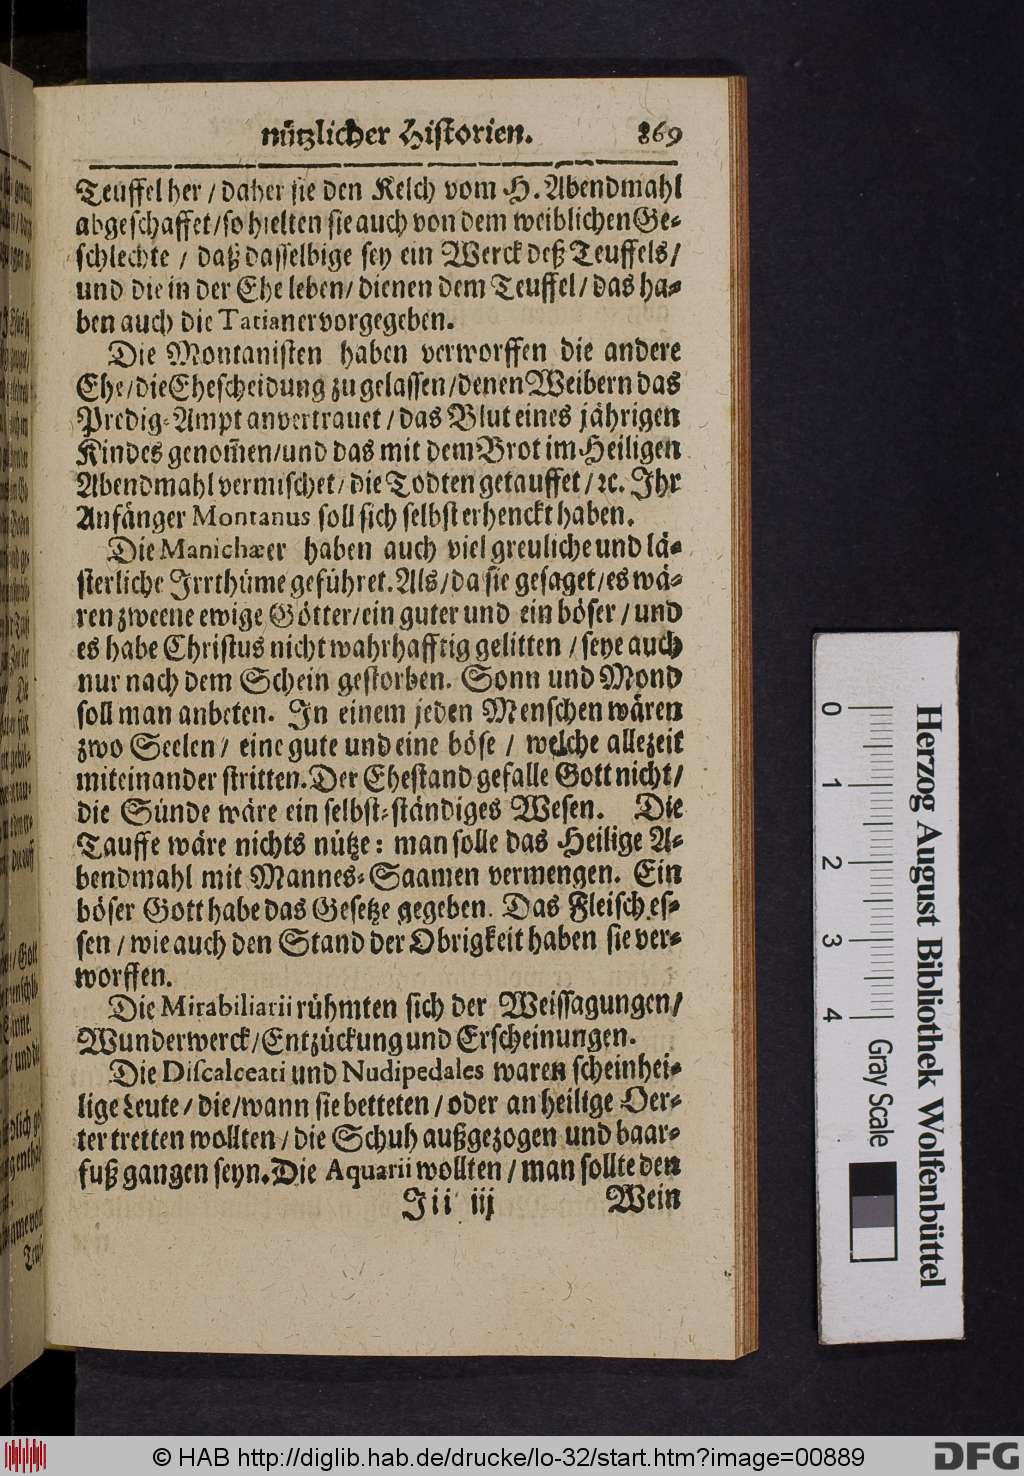 nützlicher Historien. 869
Teuffel her / daher sie den Kelch vom H. Abendmahl
abgeschaffet / so hielten sie auch von dem weiblichen Ge-
schlechte / daß dasselbige sey ein Werck deß Teuffels /
und die in der Ehe leben / dienen dem Teuffel / das ha-
ben auch die Tatianer vorgegeben.
Die Montanisten haben verworffen die andere
Ehe / die Ehescheidung zugelassen / denen Weibern das
Predig-Ampt anvertrauet / das Blut eines jährigen
Kindes genom̃en / und das mit dem Brot im Heiligen
Abendmahl vermischet / die Todten getauffet / ꝛc. Ihr
Anfänger Montanus soll sich selbst erhenckt haben.
Die Manichæer haben auch viel greuliche und lä-
sterliche Irrthüme geführet. Als / da sie gesaget / es wä-
ren zweene ewige Götter / ein guter und ein böser / und
es habe Christus nicht wahrhafftig gelitten / seye auch
nur nach dem Schein gestorben. Sonn und Mond
soll man anbeten. In einem jeden Menschen wären
zwo Seelen / eine gute und eine böse / welche allezeit
miteinander stritten. Der Ehestand gefalle Gott nicht /
die Sünde wäre ein selbst-ständiges Wesen. Die
Tauffe wäre nichts nütze: man solle das Heilige A-
bendmahl mit Mannes-Saamen vermengen. Ein
böser Gott habe das Gesetze gegeben. Das Fleisch es-
sen / wie auch den Stand der Obrigkeit haben sie ver-
worffen.
Die Mirabiliarii rühmten sich der Weissagungen /
Wunderwerck / Entzückung und Erscheinungen.
Die Discalceati und Nudipedales waren scheinhei-
lige Leute / die / wann sie betteten / oder an heilige Oer-
ter tretten wollten / die Schuh außgezogen und baar-
fuß gangen seyn. Die Aquarii wollten / man sollte den
Iii iij Wein
0 1 2 3 4
Herzog August Bibliothek Wolfenbüttel
Gray Scale
© HAB http://diglib.hab.de/drucke/lo-32/start.htm?image=00889
DFG